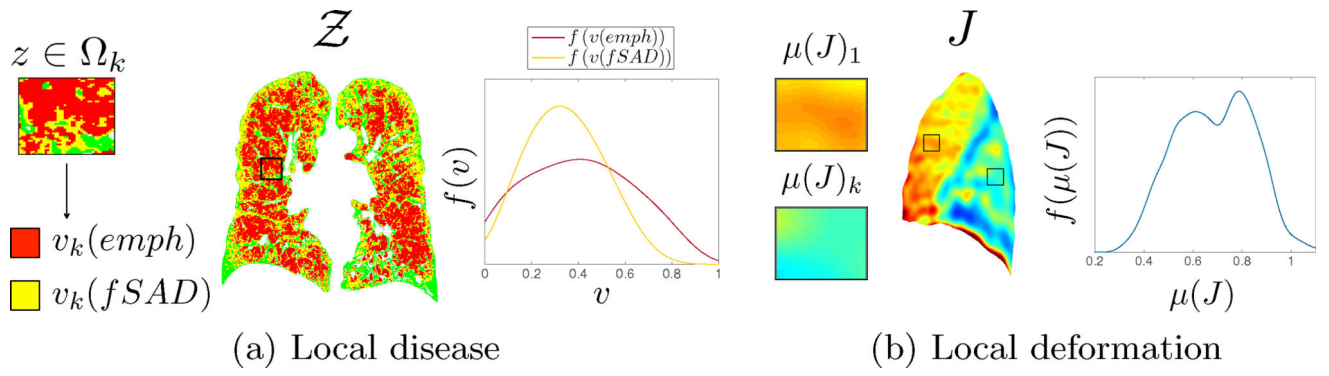 z ∈ Ω_k
v_k(emph)
v_k(fSAD)
𝒵
f(v(emph))
f(v(fSAD))
f(v)
0 0.2 0.4 0.6 0.8 1
v
(a) Local disease
μ(J)_1
μ(J)_k
J
f(μ(J))
0.2 0.4 0.6 0.8 1
μ(J)
(b) Local deformation